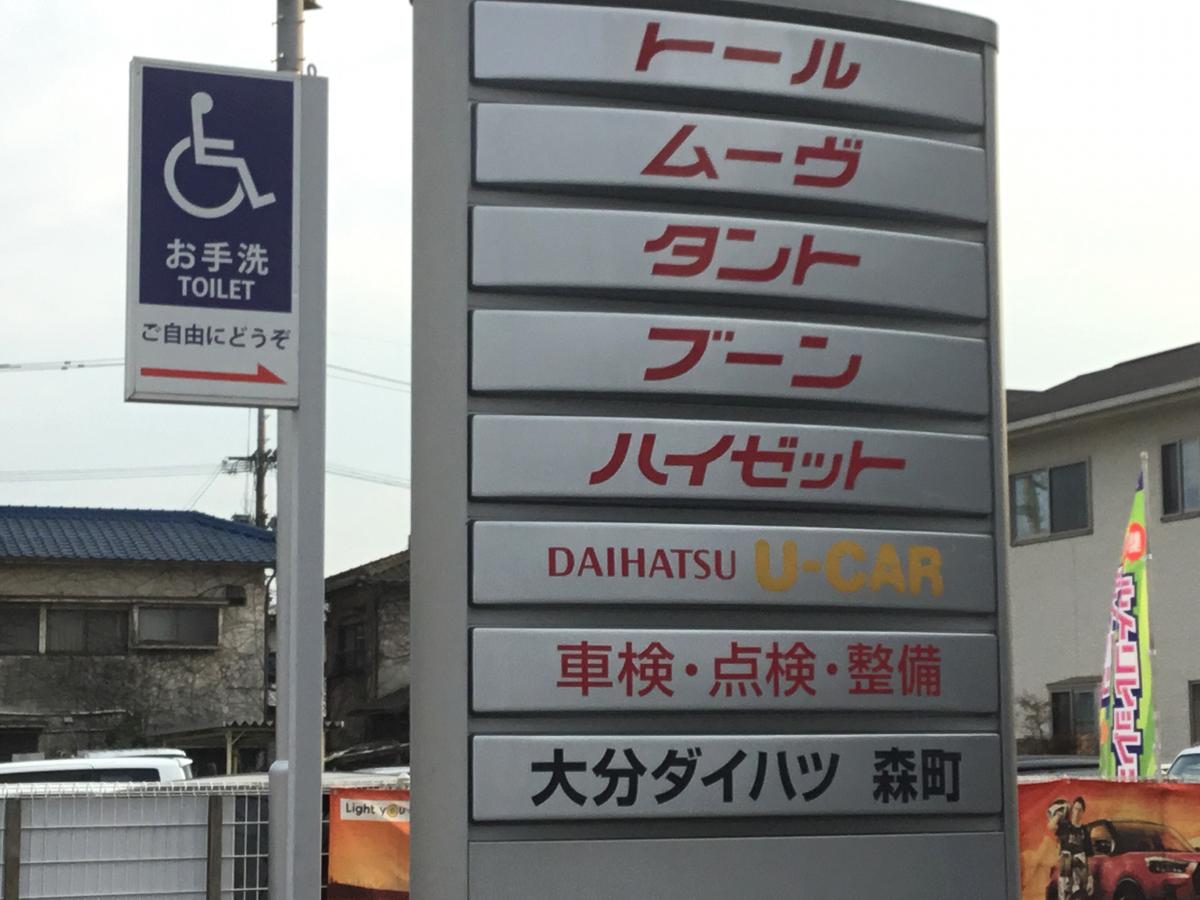 お手洗
TOILET
ご自由にどうぞ
トール
ムーヴ
タント
ブーン
ハイゼット
DAIHATSU U-CAR
車検・点検・整備
大分ダイハツ 森町
Light you